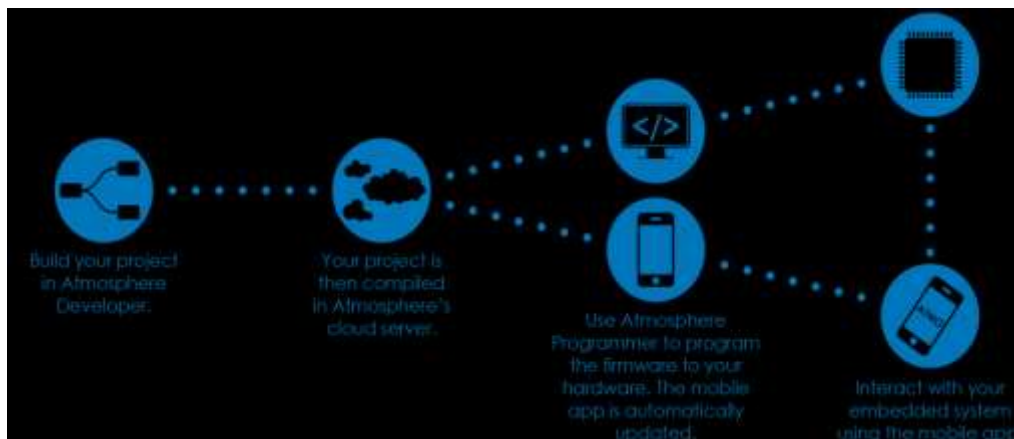 Build your project
in Atmosphere
Developer.
Your project is
then compiled
in Atmosphere's
cloud server.
</>
Use Atmosphere
Programmer to program
the firmware to your
hardware. The mobile
app is automatically
updated.
ATMO
Interact with your
embedded system
using the mobile app